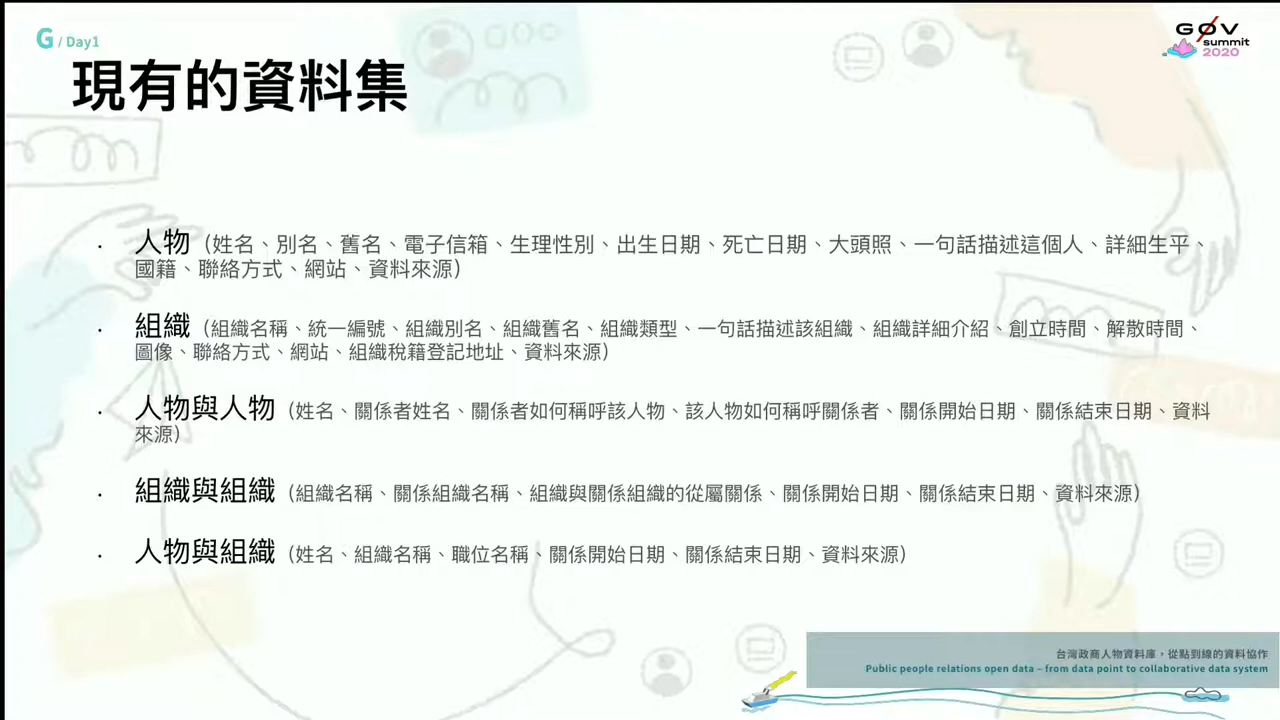 G / Day1
現有的資料集
GØV
summit
2020
· 人物（姓名、別名、舊名、電子信箱、生理性別、出生日期、死亡日期、大頭照、一句話描述這個人、詳細生平、
國籍、聯絡方式、網站、資料來源）
· 組織（組織名稱、統一編號、組織別名、組織舊名、組織類型、一句話描述該組織、組織詳細介紹、創立時間、解散時間、
圖像、聯絡方式、網站、組織稅籍登記地址、資料來源）
· 人物與人物（姓名、關係者姓名、關係者如何稱呼該人物、該人物如何稱呼關係者、關係開始日期、關係結束日期、資料
來源）
· 組織與組織（組織名稱、關係組織名稱、組織與關係組織的從屬關係、關係開始日期、關係結束日期、資料來源）
· 人物與組織（姓名、組織名稱、職位名稱、關係開始日期、關係結束日期、資料來源）
台灣政商人物資料庫，從點到線的資料協作
Public people relations open data – from data point to collaborative data system